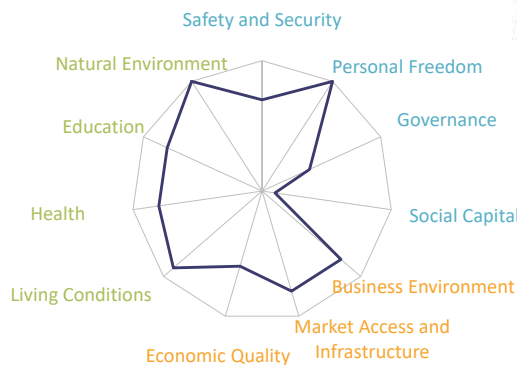 Safety and Security
Natural Environment
Personal Freedom
Education
Governance
Health
Social Capital
Living Conditions
Business Environment
Economic Quality
Market Access and
Infrastructure